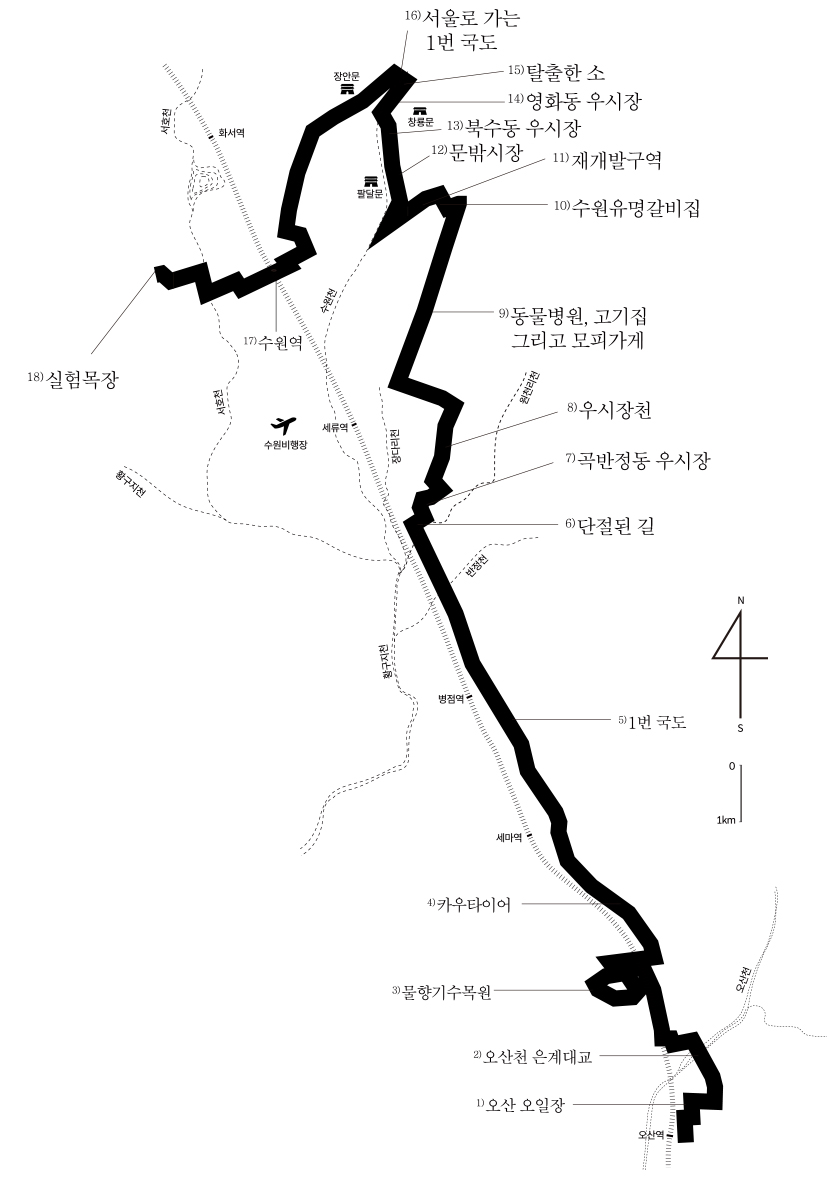 16)서울로 가는
1번 국도
15)탈출한 소
장안문
14)영화동 우시장
창룡문
13)북수동 우시장
서호천
화서역
12)문밖시장
11)재개발구역
팔달문
10)수원유명갈비집
수원천
9)동물병원, 고기집
그리고 모피가게
17)수원역
18)실험목장
원천리천
서호천
8)우시장천
세류역
수원비행장
장다리천
7)곡반정동 우시장
황구지천
6)단절된 길
반정천
N
황구지천
병점역
5)1번 국도
S
0
1km
세마역
4)카우타이어
오산천
3)물향기수목원
2)오산천 은계대교
1)오산 오일장
오산역